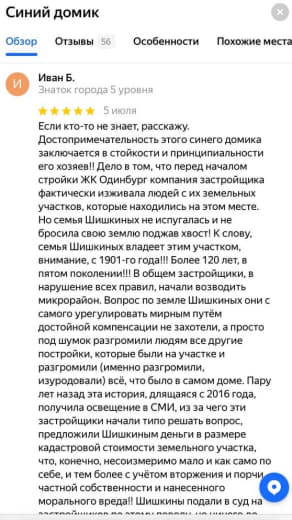 Синий домик
Обзор Отзывы 56 Особенности Похожие места
И
Иван Б.
Знаток города 5 уровня
5 июля
Если кто-то не знает, расскажу.
Достопримечательность этого синего домика
заключается в стойкости и принципиальности
его хозяев!! Дело в том, что перед началом
стройки ЖК Одинбург компания застройщика
фактически изживала людей с их земельных
участков, которые находились на этом месте.
Но семья Шишкиных не испугалась и не
бросила свою землю поджав хвост! К слову,
семья Шишкиных владеет этим участком,
внимание, с 1901-го года!!! Более 120 лет, в
пятом поколении!!! В общем застройщики, в
нарушение всех правил, начали возводить
микрорайон. Вопрос по земле Шишкиных они с
самого урегулировать мирным путём
достойной компенсации не захотели, а просто
под шумок разгромили людям все другие
постройки, которые были на участке и
разгромили (именно разгромили,
изуродовали) всё, что было в самом доме. Пару
лет назад эта история, длящаяся с 2016 года,
получила освещение в СМИ, из за чего эти
застройщики начали типо решать вопрос,
предложили Шишкиным деньги в размере
кадастровой стоимости земельного участка,
что, конечно, несоизмеримо мало и как само по
себе, и тем более с учётом вторжения и порчи
частной собственности и нанесенного
морального вреда!! Шишкины подали в суд на